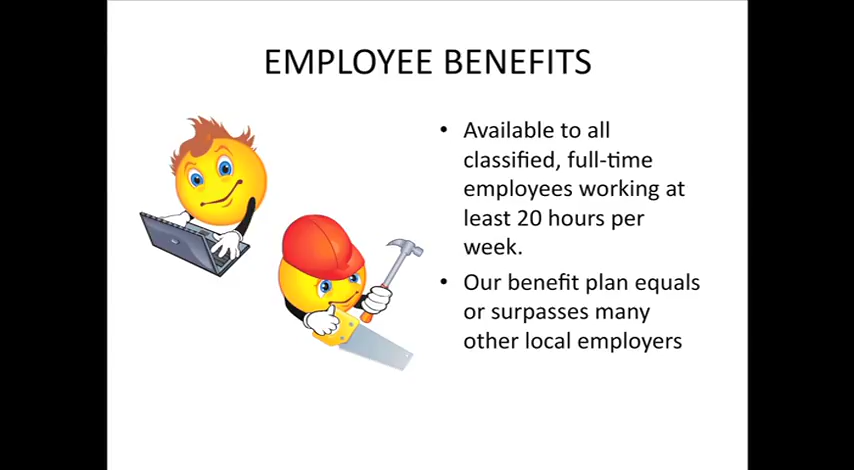 EMPLOYEE BENEFITS
• Available to all
classified, full-time
employees working at
least 20 hours per
week.
• Our benefit plan equals
or surpasses many
other local employers